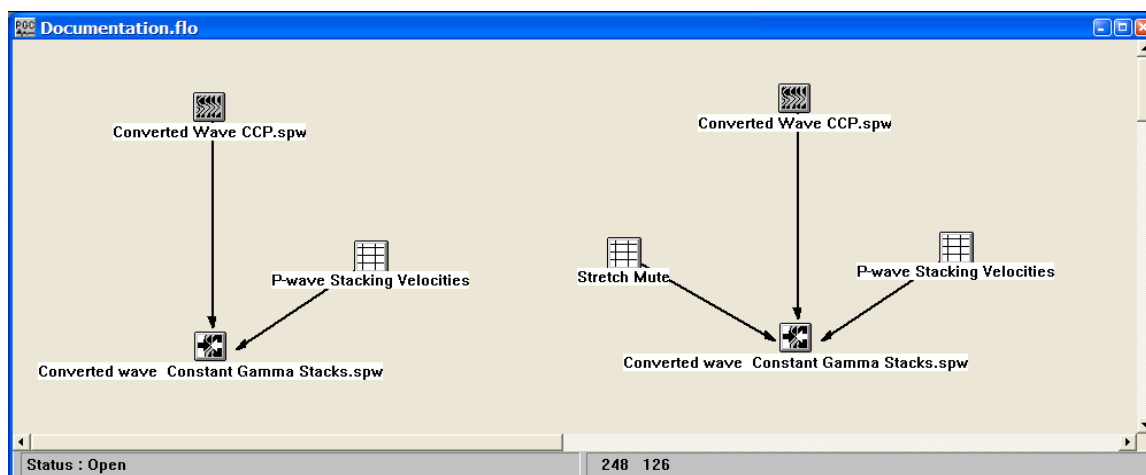 PGC Documentation.flo
Converted Wave CCP.spw
P-wave Stacking Velocities
Converted wave  Constant Gamma Stacks.spw
Converted Wave CCP.spw
Stretch Mute
P-wave Stacking Velocities
Converted wave  Constant Gamma Stacks.spw
Status : Open
248   126